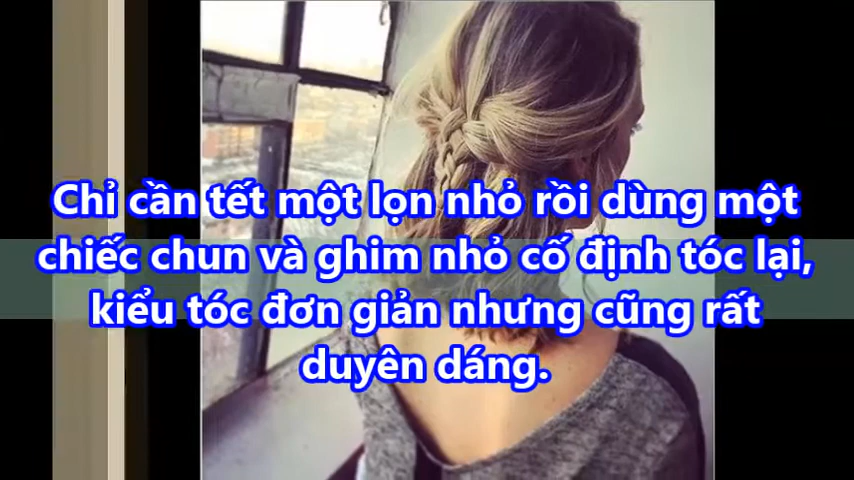 Chỉ cần tết một lọn nhỏ rồi dùng một
chiếc chun và ghim nhỏ cố định tóc lại,
kiểu tóc đơn giản nhưng cũng rất
duyên dáng.